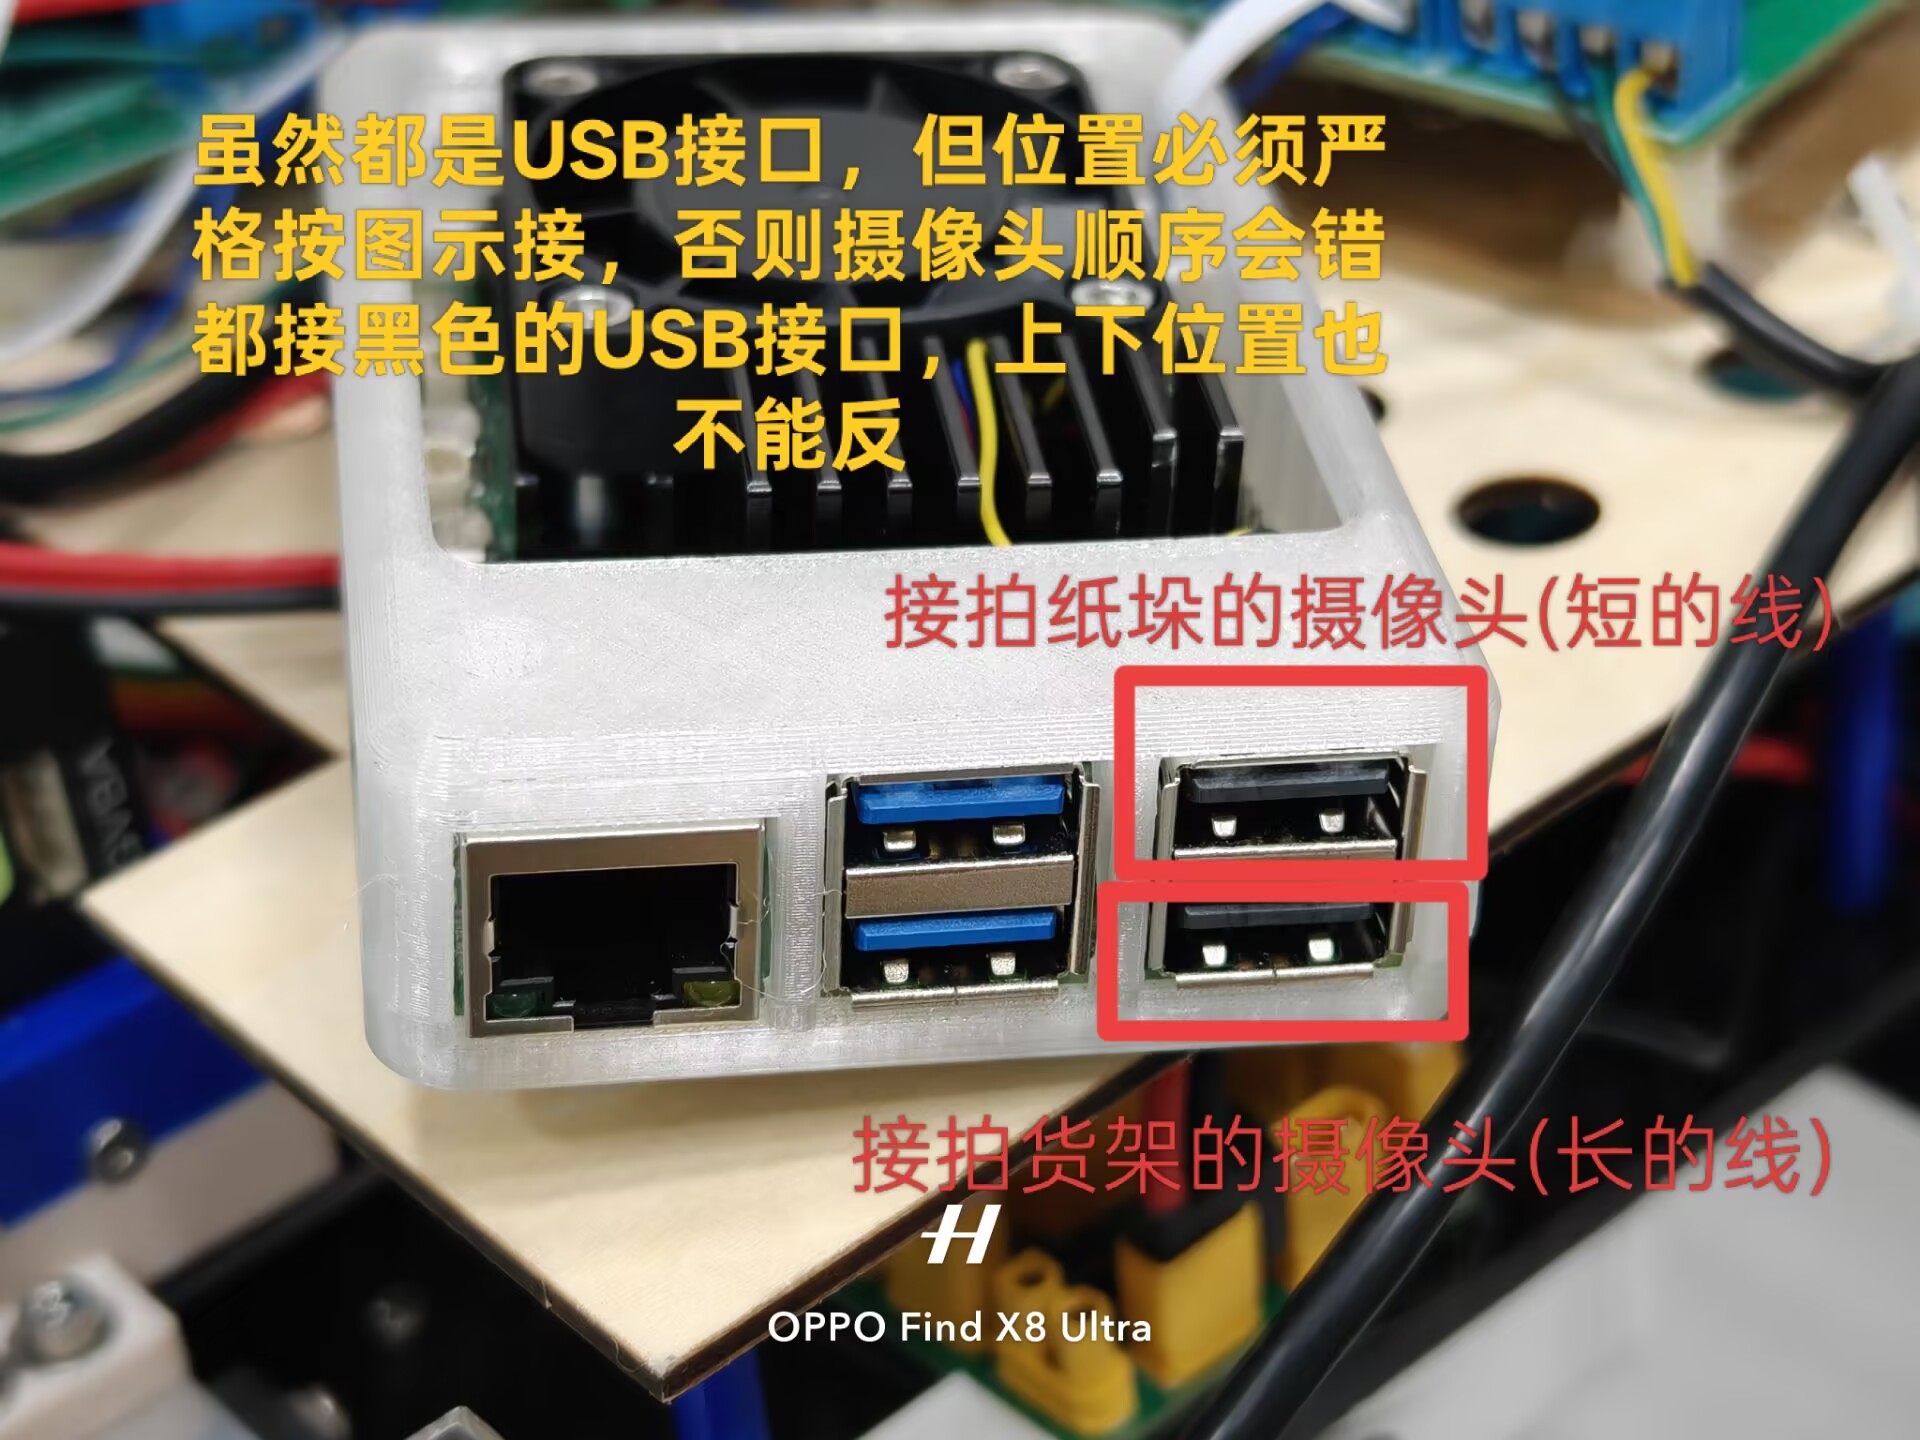 虽然都是USB接口，但位置必须严
格按图示接，否则摄像头顺序会错
都接黑色的USB接口，上下位置也
不能反
接拍纸垛的摄像头(短的线)
接拍货架的摄像头(长的线)
H
OPPO Find X8 Ultra